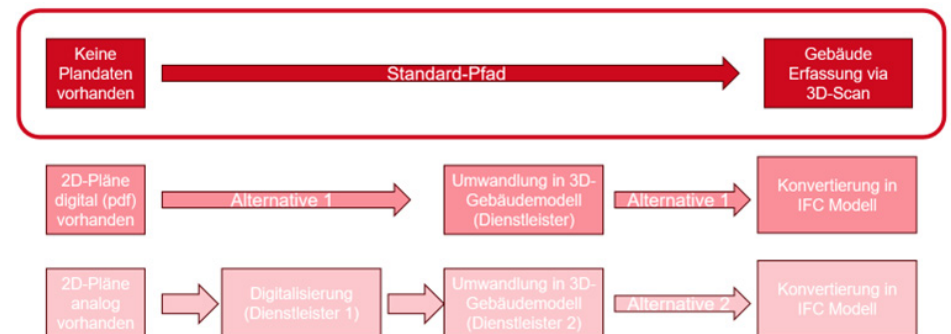 Keine
Plandaten
vorhanden
Standard-Pfad
Gebäude
Erfassung via
3D-Scan
2D-Pläne
digital (pdf)
vorhanden
Alternative 1
Umwandlung in 3D-
Gebäudemodell
(Dienstleister)
Alternative 1
Konvertierung in
IFC Modell
2D-Pläne
analog
vorhanden
Digitalisierung
(Dienstleister 1)
Umwandlung in 3D-
Gebäudemodell
(Dienstleister 2)
Alternative 2
Konvertierung in
IFC Modell